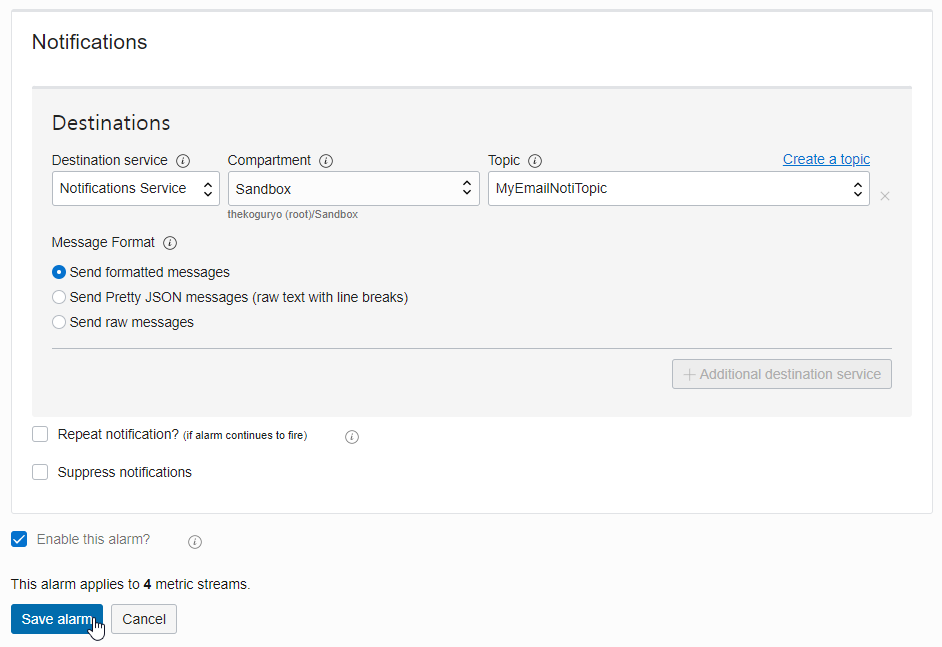 Notifications
Destinations
Destination service Compartment Topic Create a topic
Notifications Service Sandbox MyEmailNotiTopic
thekoguryo (root)/Sandbox
Message Format
Send formatted messages
Send Pretty JSON messages (raw text with line breaks)
Send raw messages
+ Additional destination service
Repeat notification? (if alarm continues to fire)
Suppress notifications
Enable this alarm?
This alarm applies to 4 metric streams.
Save alarm Cancel